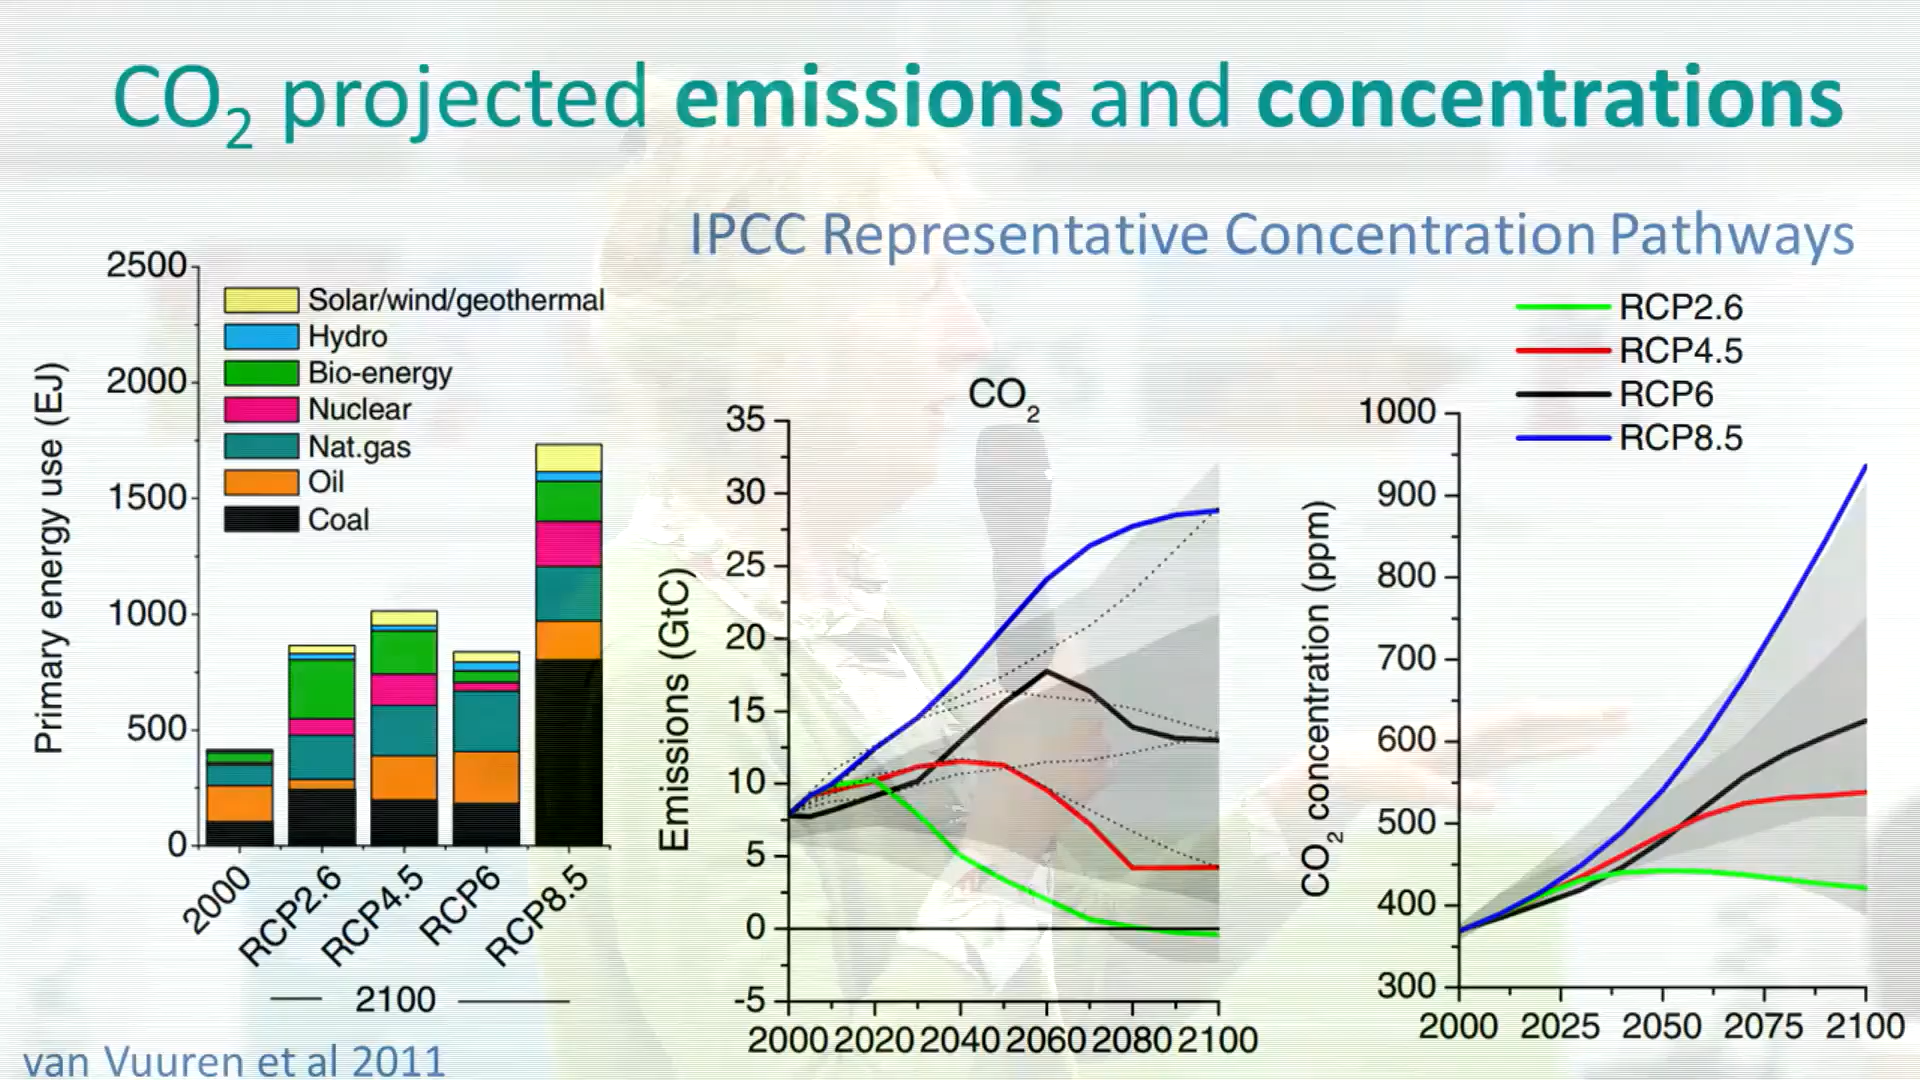 CO2 projected emissions and concentrations
IPCC Representative Concentration Pathways
Primary energy use (EJ)
2500
2000
1500
1000
500
0
Solar/wind/geothermal
Hydro
Bio-energy
Nuclear
Nat.gas
Oil
Coal
2000
RCP2.6
RCP4.5
RCP6
RCP8.5
2100
CO2
Emissions (GtC)
35
30
25
20
15
10
5
0
-5
2000 2020 2040 2060 2080 2100
RCP2.6
RCP4.5
RCP6
RCP8.5
CO2 concentration (ppm)
1000
900
800
700
600
500
400
300
2000 2025 2050 2075 2100
van Vuuren et al 2011